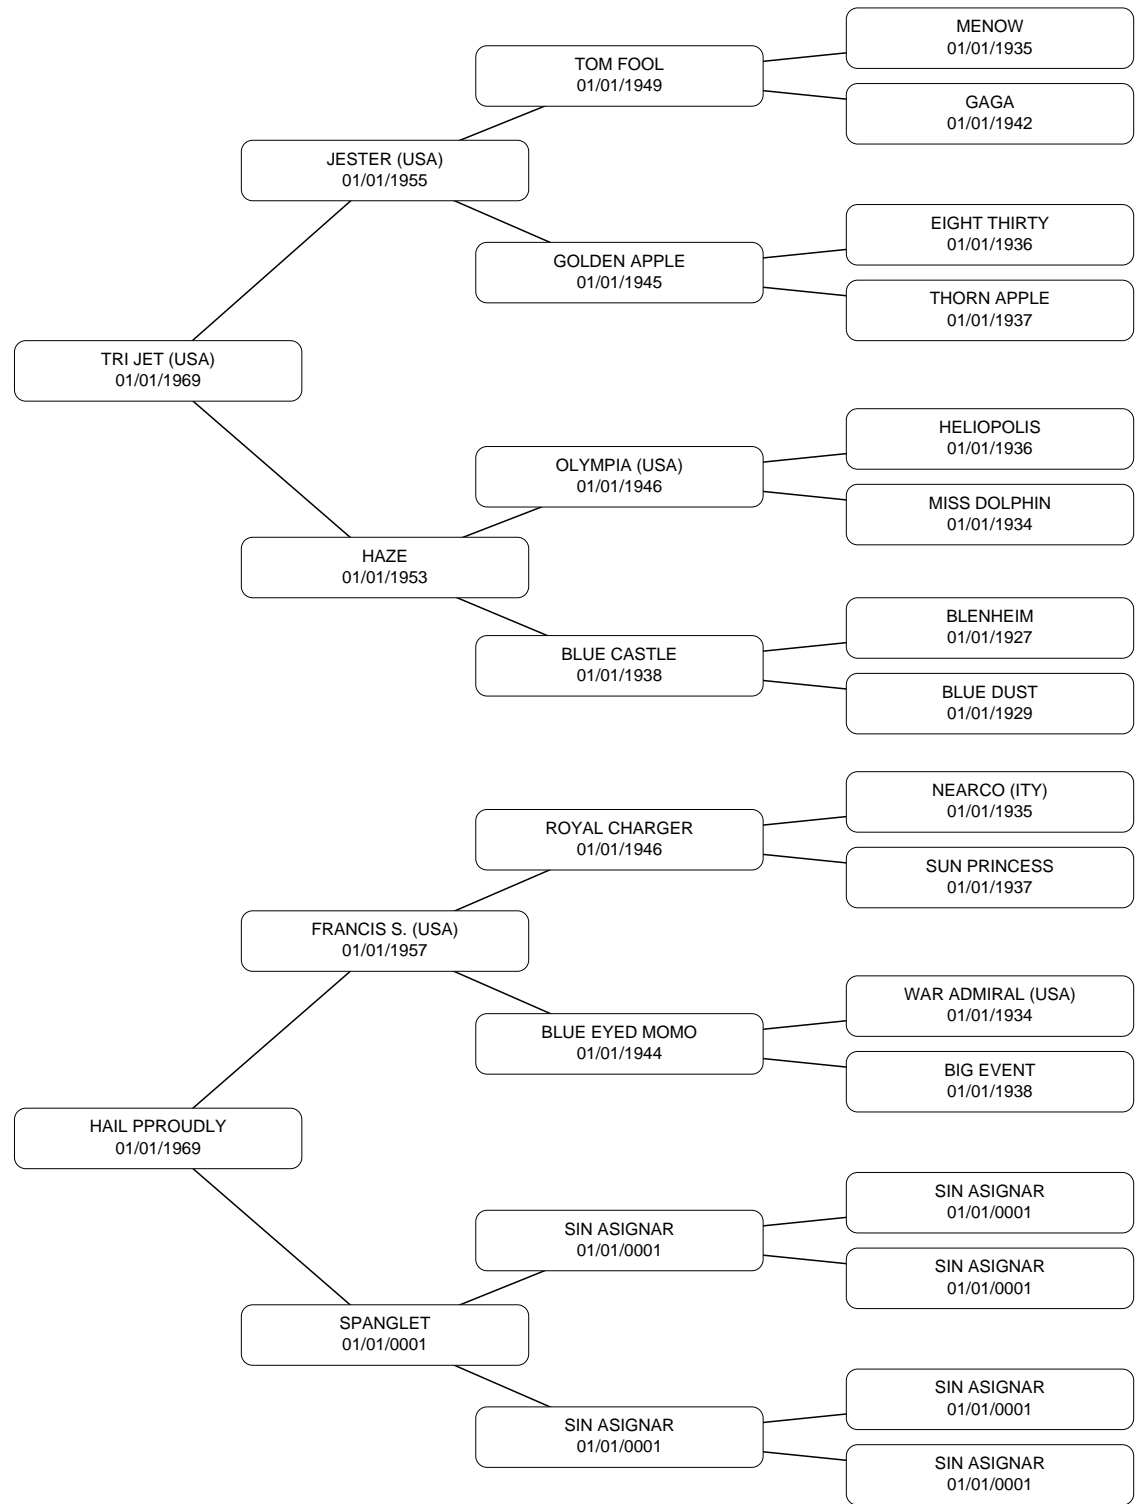 MENOW
01/01/1935
TOM FOOL
01/01/1949
GAGA
01/01/1942
JESTER (USA)
01/01/1955
EIGHT THIRTY
01/01/1936
GOLDEN APPLE
01/01/1945
THORN APPLE
01/01/1937
TRI JET (USA)
01/01/1969
HELIOPOLIS
01/01/1936
OLYMPIA (USA)
01/01/1946
MISS DOLPHIN
01/01/1934
HAZE
01/01/1953
BLENHEIM
01/01/1927
BLUE CASTLE
01/01/1938
BLUE DUST
01/01/1929
NEARCO (ITY)
01/01/1935
ROYAL CHARGER
01/01/1946
SUN PRINCESS
01/01/1937
FRANCIS S. (USA)
01/01/1957
WAR ADMIRAL (USA)
01/01/1934
BLUE EYED MOMO
01/01/1944
BIG EVENT
01/01/1938
HAIL PPROUDLY
01/01/1969
SIN ASIGNAR
01/01/0001
SIN ASIGNAR
01/01/0001
SIN ASIGNAR
01/01/0001
SPANGLET
01/01/0001
SIN ASIGNAR
01/01/0001
SIN ASIGNAR
01/01/0001
SIN ASIGNAR
01/01/0001